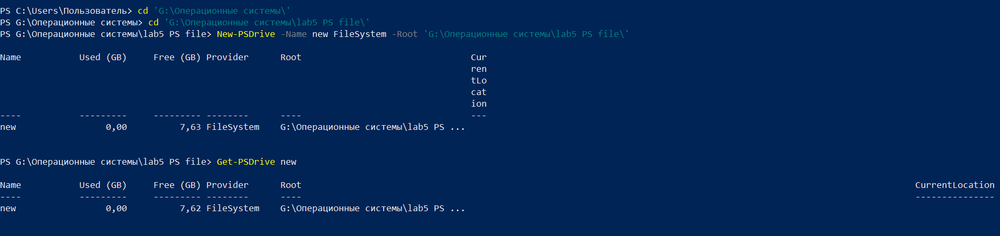 PS C:\Users\Пользователь> cd 'G:\Операционные системы\'
PS G:\Операционные системы> cd 'G:\Операционные системы\lab5 PS file\'
PS G:\Операционные системы\lab5 PS file> New-PSDrive -Name new FileSystem -Root 'G:\Операционные системы\lab5 PS file\'
Name           Used (GB)     Free (GB) Provider      Root                                Cur
                                                                                         ren
                                                                                         tLo
                                                                                         cat
                                                                                         ion
----           ---------     --------- --------      ----                                ---
new                 0,00          7,63 FileSystem    G:\Операционные системы\lab5 PS ...
PS G:\Операционные системы\lab5 PS file> Get-PSDrive new
Name           Used (GB)     Free (GB) Provider      Root                                CurrentLocation
----           ---------     --------- --------      ----                                ---------------
new                 0,00          7,62 FileSystem    G:\Операционные системы\lab5 PS ...